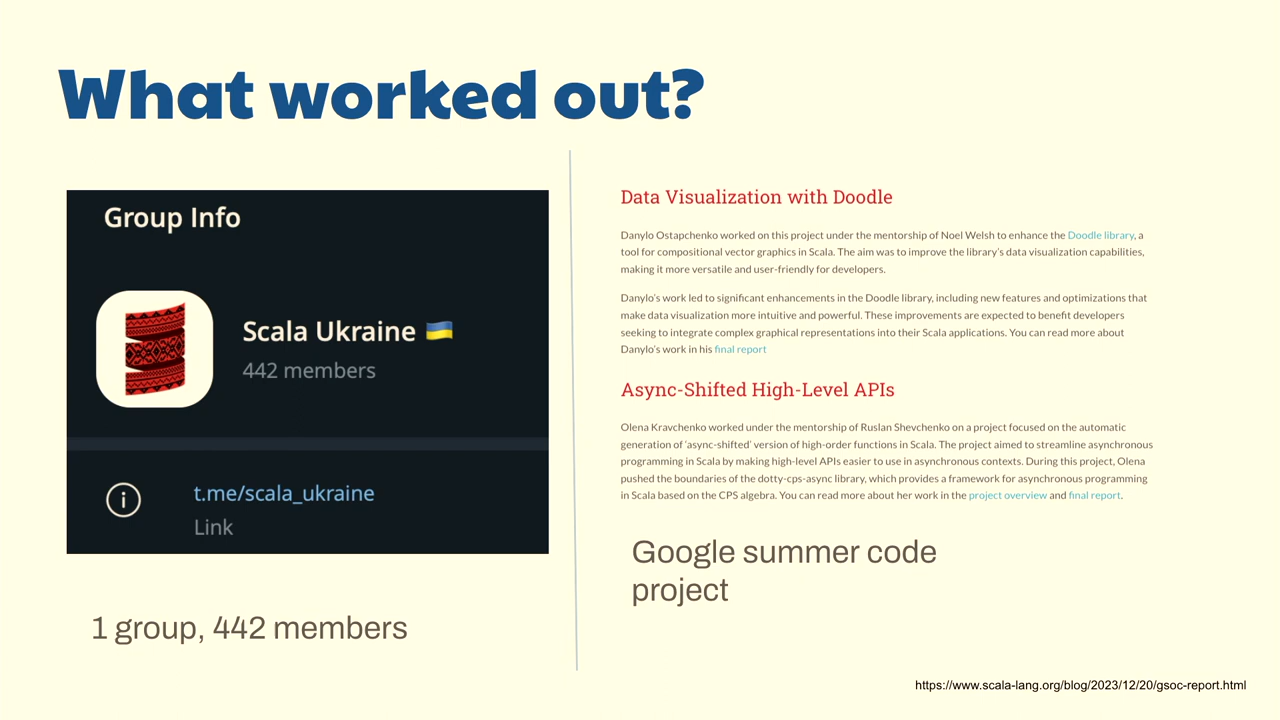 What worked out?
Group Info
Scala Ukraine 🇺🇦
442 members
t.me/scala_ukraine
Link
1 group, 442 members
Data Visualization with Doodle
Danylo Ostapchenko worked on this project under the mentorship of Noel Welsh to enhance the Doodle library, a
tool for compositional vector graphics in Scala. The aim was to improve the library's data visualization capabilities,
making it more versatile and user-friendly for developers.
Danylo's work led to significant enhancements in the Doodle library, including new features and optimizations that
make data visualization more intuitive and powerful. These improvements are expected to benefit developers
seeking to integrate complex graphical representations into their Scala applications. You can read more about
Danylo's work in his final report
Async-Shifted High-Level APIs
Olena Kravchenko worked under the mentorship of Ruslan Shevchenko on a project focused on the automatic
generation of 'async-shifted' version of high-order functions in Scala. The project aimed to streamline asynchronous
programming in Scala by making high-level APIs easier to use in asynchronous contexts. During this project, Olena
pushed the boundaries of the dotty-cps-async library, which provides a framework for asynchronous programming
in Scala based on the CPS algebra. You can read more about her work in the project overview and final report.
Google summer code
project
https://www.scala-lang.org/blog/2023/12/20/gsoc-report.html